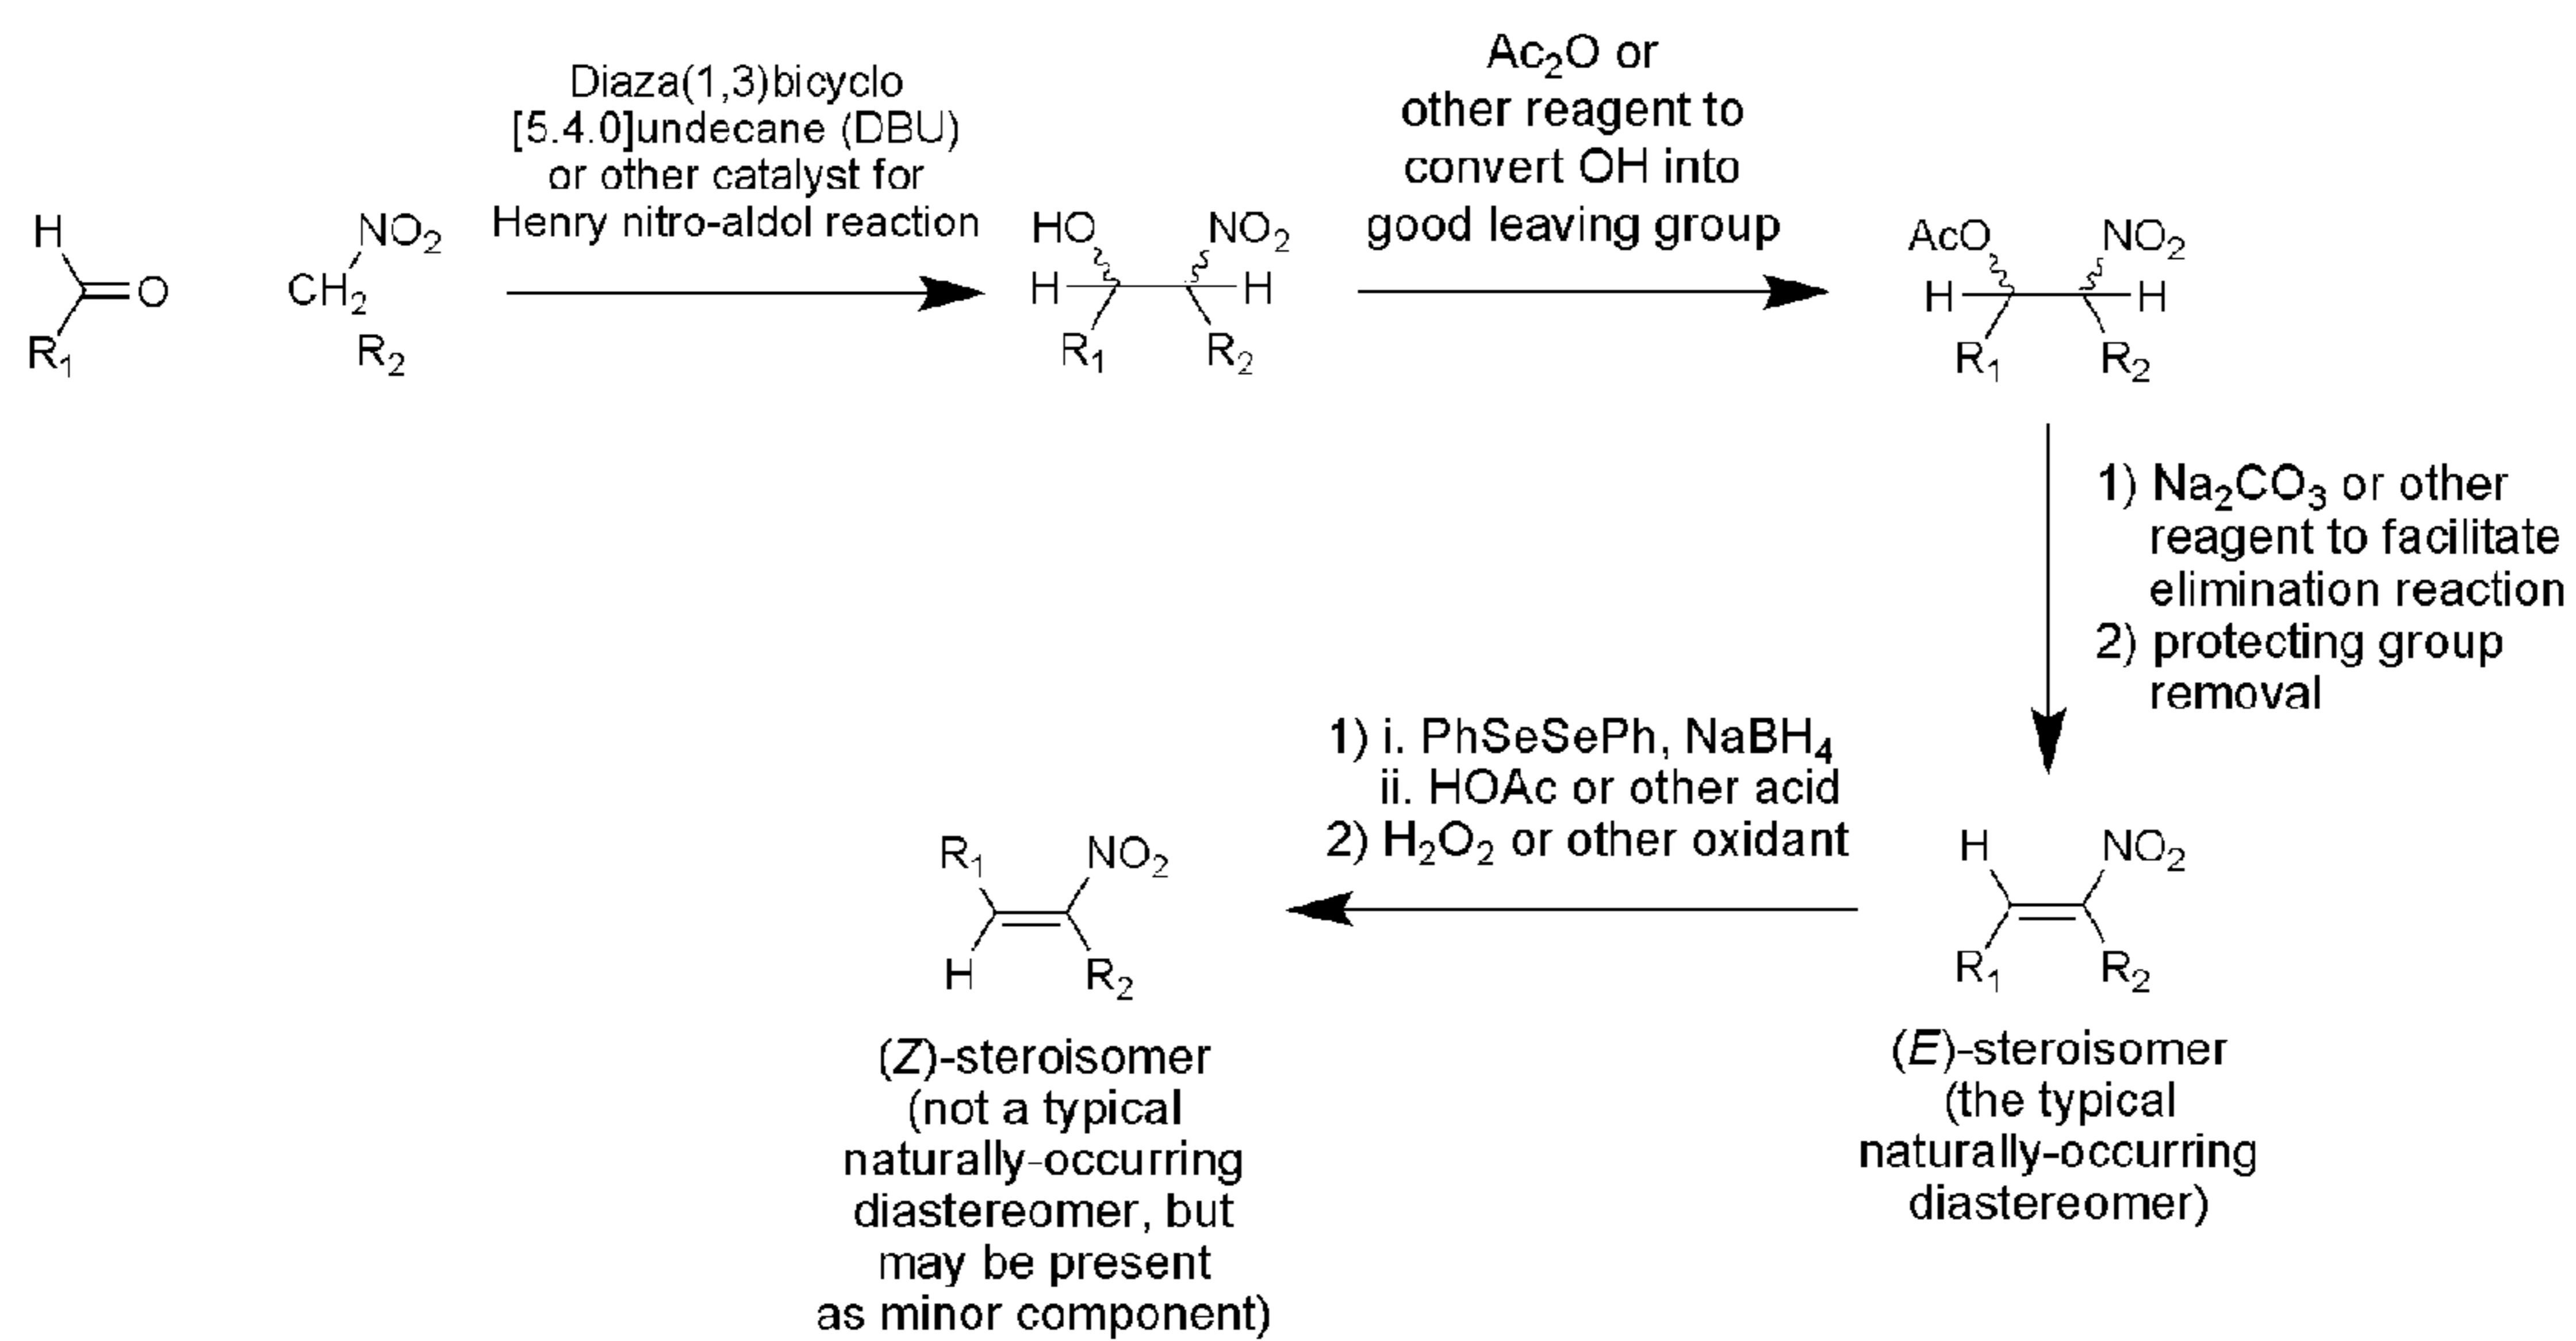 Diaza(1,3)bicyclo
[5.4.0]undecane (DBU)
or other catalyst for
Henry nitro-aldol reaction
Ac2O or
other reagent to
convert OH into
good leaving group
H
NO2
O
CH2
R1
R2
HO
NO2
H
H
R1
R2
AcO
NO2
H
H
R1
R2
1) Na2CO3 or other
reagent to facilitate
elimination reaction
2) protecting group
removal
1) i. PhSeSePh, NaBH4
ii. HOAc or other acid
2) H2O2 or other oxidant
R1
NO2
H
R2
H
NO2
R1
R2
(Z)-steroisomer
(not a typical
naturally-occurring
diastereomer, but
may be present
as minor component)
(E)-steroisomer
(the typical
naturally-occurring
diastereomer)